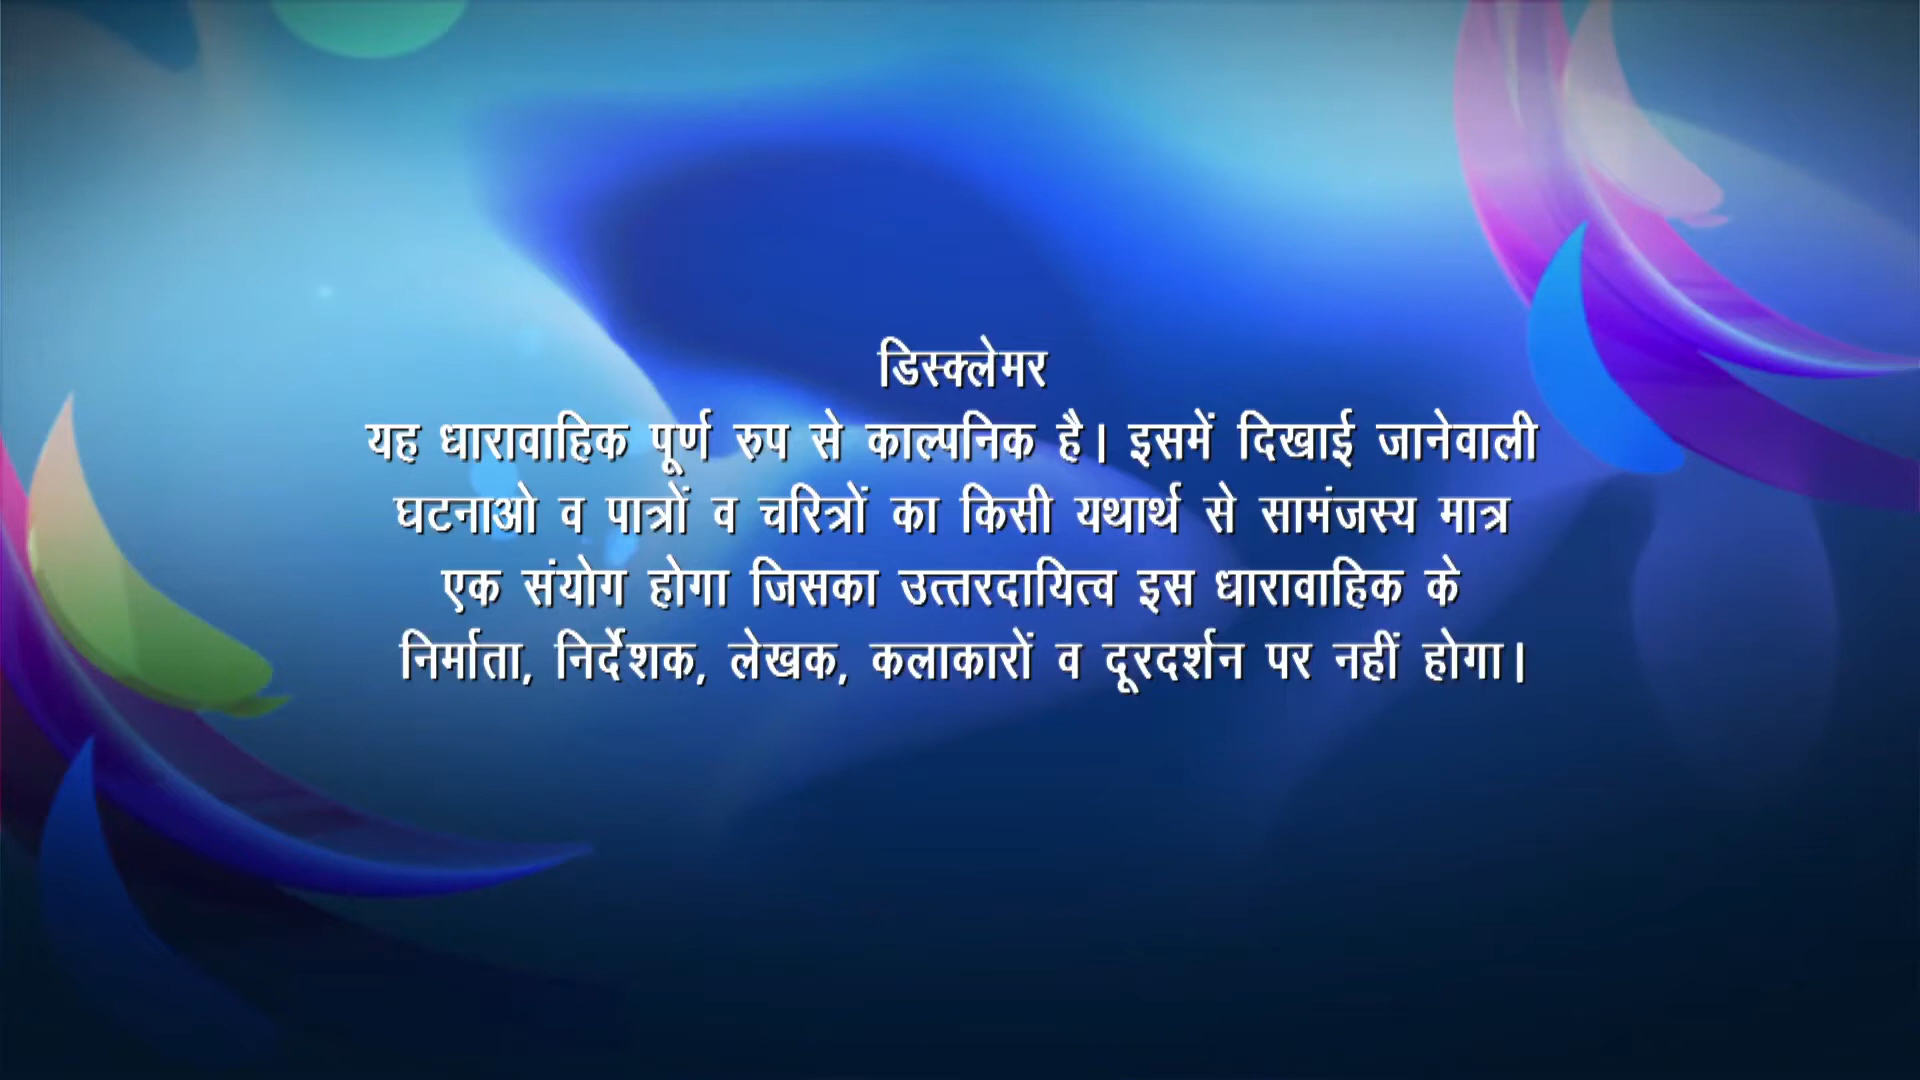 डिस्क्लेमर
यह धारावाहिक पूर्ण रुप से काल्पनिक है। इसमें दिखाई जानेवाली
घटनाओ व पात्रों व चरित्रों का किसी यथार्थ से सामंजस्य मात्र
एक संयोग होगा जिसका उत्तरदायित्व इस धारावाहिक के
निर्माता, निर्देशक, लेखक, कलाकारों व दूरदर्शन पर नहीं होगा।